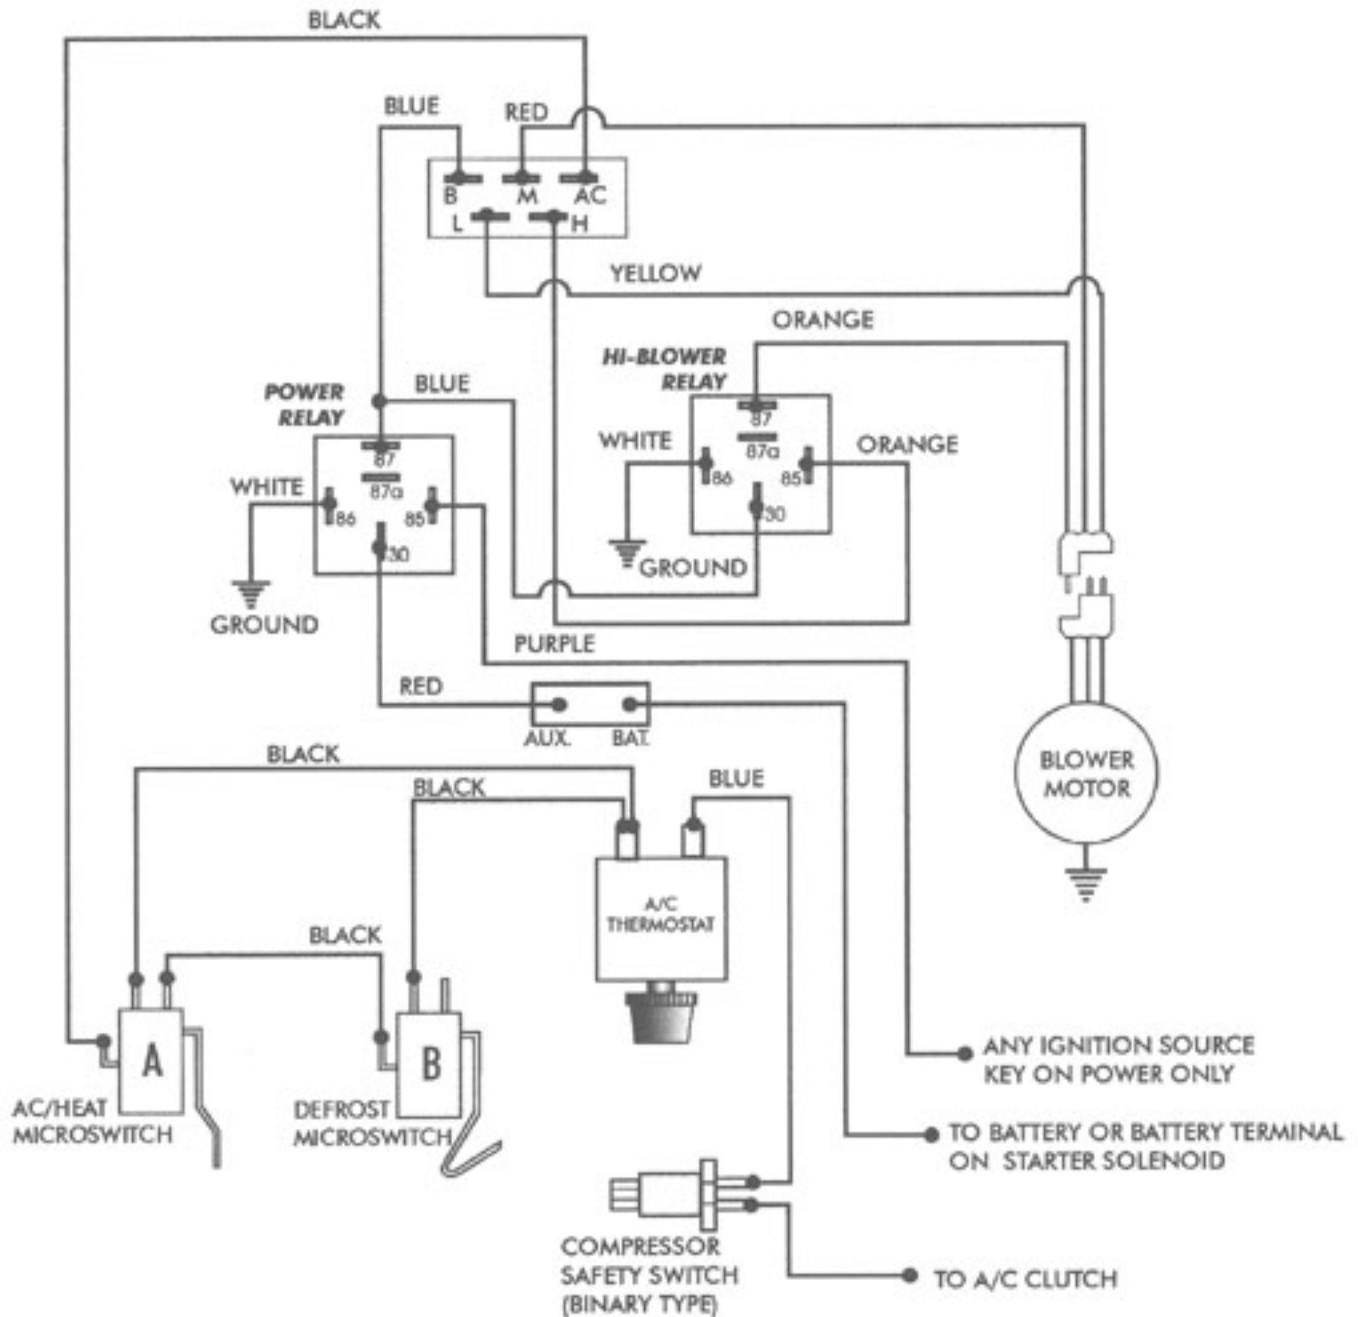 BLACK
BLUE
RED
B
M
AC
L
H
YELLOW
ORANGE
HI-BLOWER
RELAY
POWER
RELAY
BLUE
87
87a
WHITE
86
85
30
ORANGE
GROUND
87
87a
WHITE
86
85
30
GROUND
PURPLE
RED
AUX.
BAT.
BLACK
BLACK
BLUE
BLOWER
MOTOR
A/C
THERMOSTAT
BLACK
A
B
AC/HEAT
MICROSWITCH
DEFROST
MICROSWITCH
ANY IGNITION SOURCE
KEY ON POWER ONLY
TO BATTERY OR BATTERY TERMINAL
ON STARTER SOLENOID
COMPRESSOR
SAFETY SWITCH
(BINARY TYPE)
TO A/C CLUTCH